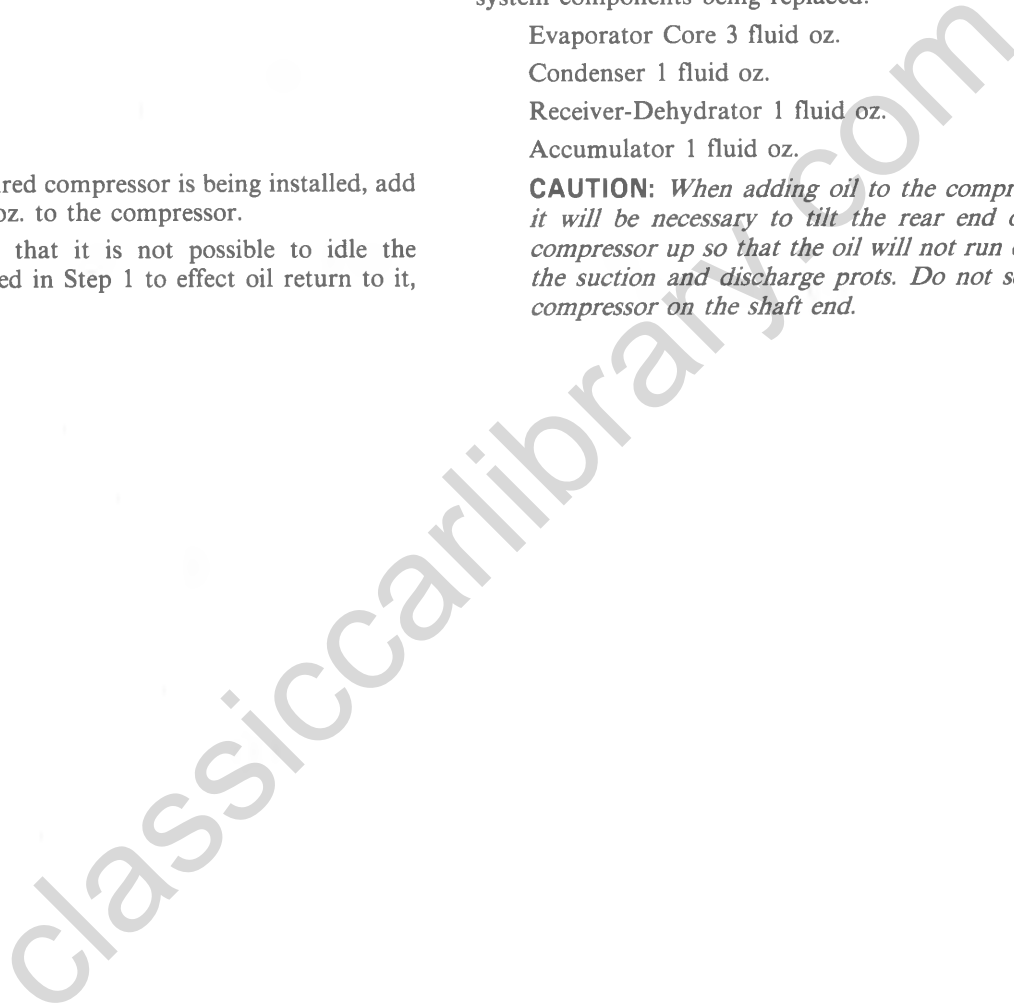 red compressor is being installed, add
oz. to the compressor.
that it is not possible to idle the
ed in Step 1 to effect oil return to it,
system components being replaced.
Evaporator Core 3 fluid oz.
Condenser 1 fluid oz.
Receiver-Dehydrator 1 fluid oz.
Accumulator 1 fluid oz.
CAUTION: When adding oil to the compr
it will be necessary to tilt the rear end
compressor up so that the oil will not run
the suction and discharge prots. Do not s
compressor on the shaft end.
classiccarlibrary.com